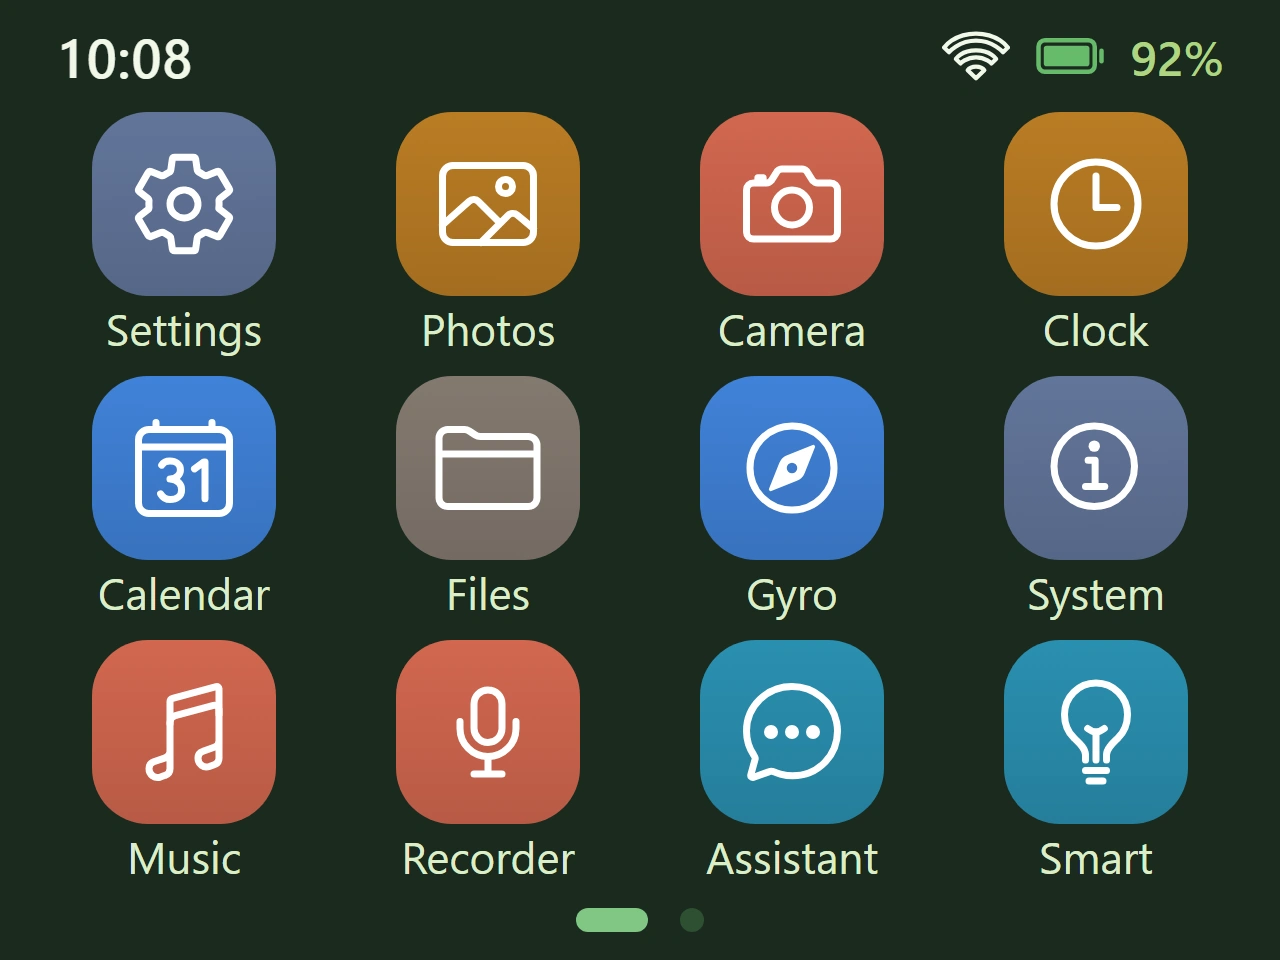 10:08 92%
Settings Photos Camera Clock
31
Calendar Files Gyro System
Music Recorder Assistant Smart